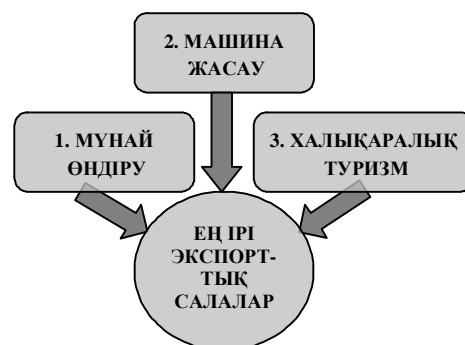 2. МАШИНА
ЖАСАУ
1. МҰНАЙ
ӨНДІРУ
3. ХАЛЫҚАРАЛЫҚ
ТУРИЗМ
ЕҢ ІРІ
ЭКСПОРТ-
ТЫҚ
САЛАЛАР